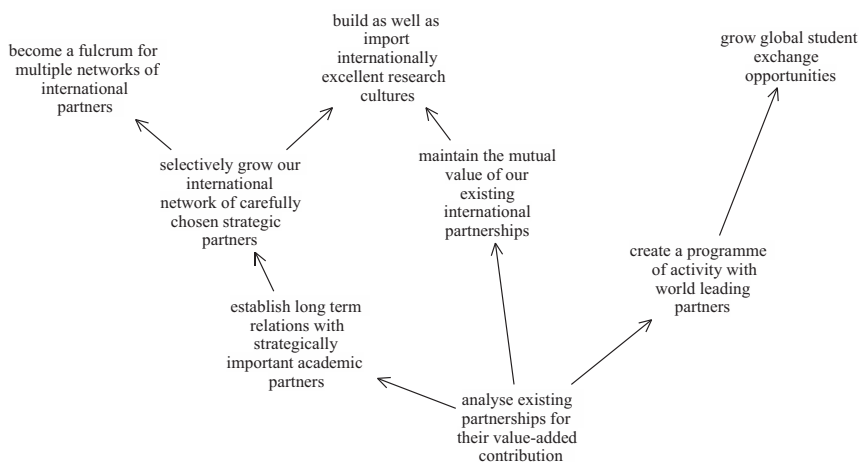 become a fulcrum for
multiple networks of
international
partners
build as well as
import
internationally
excellent research
cultures
grow global student
exchange
opportunities
selectively grow our
international
network of carefully
chosen strategic
partners
maintain the mutual
value of our
existing
international
partnerships
create a programme
of activity with
world leading
partners
establish long term
relations with
strategically
important academic
partners
analyse existing
partnerships for
their value-added
contribution